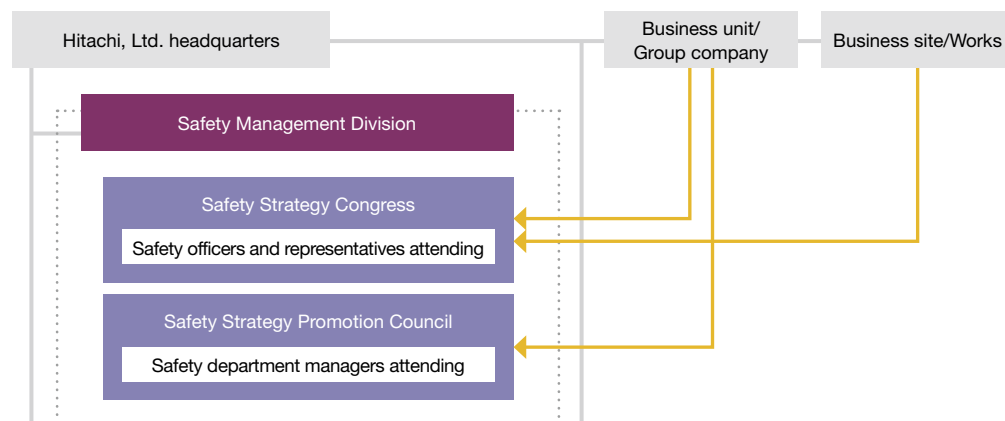 Hitachi, Ltd. headquarters
Business unit/
Group company
Business site/Works
Safety Management Division
Safety Strategy Congress
Safety officers and representatives attending
Safety Strategy Promotion Council
Safety department managers attending